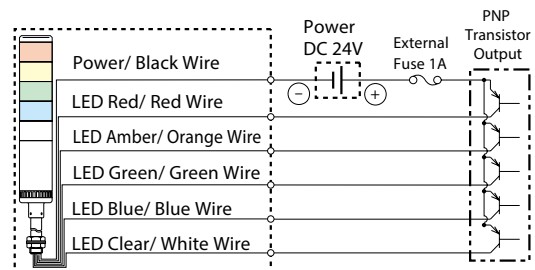 Power
DC 24V
External
Fuse 1A
PNP
Transistor
Output
− +
Power/ Black Wire
LED Red/ Red Wire
LED Amber/ Orange Wire
LED Green/ Green Wire
LED Blue/ Blue Wire
LED Clear/ White Wire